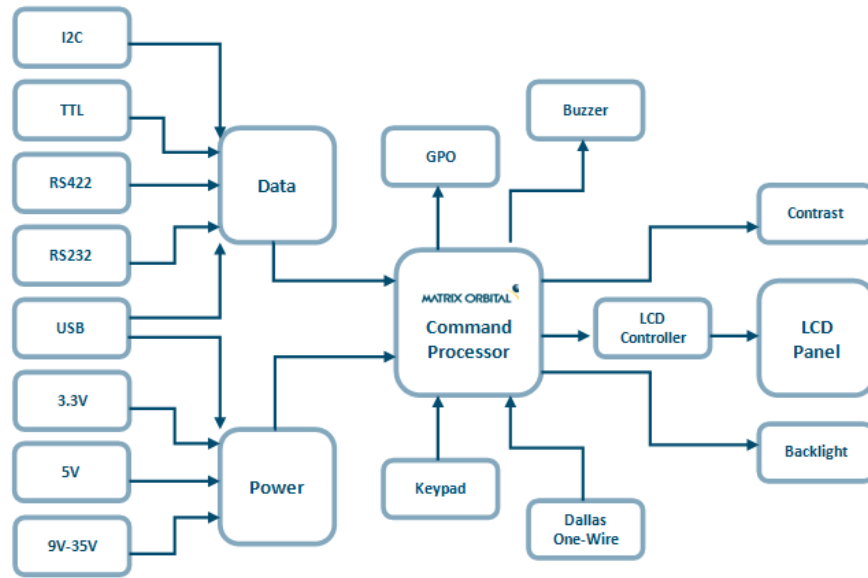 I2C
TTL
RS422
RS232
USB
3.3V
5V
9V-35V
Data
Power
GPO
Buzzer
MATRIX ORBITAL
Command
Processor
Keypad
Dallas
One-Wire
LCD
Controller
Contrast
LCD
Panel
Backlight